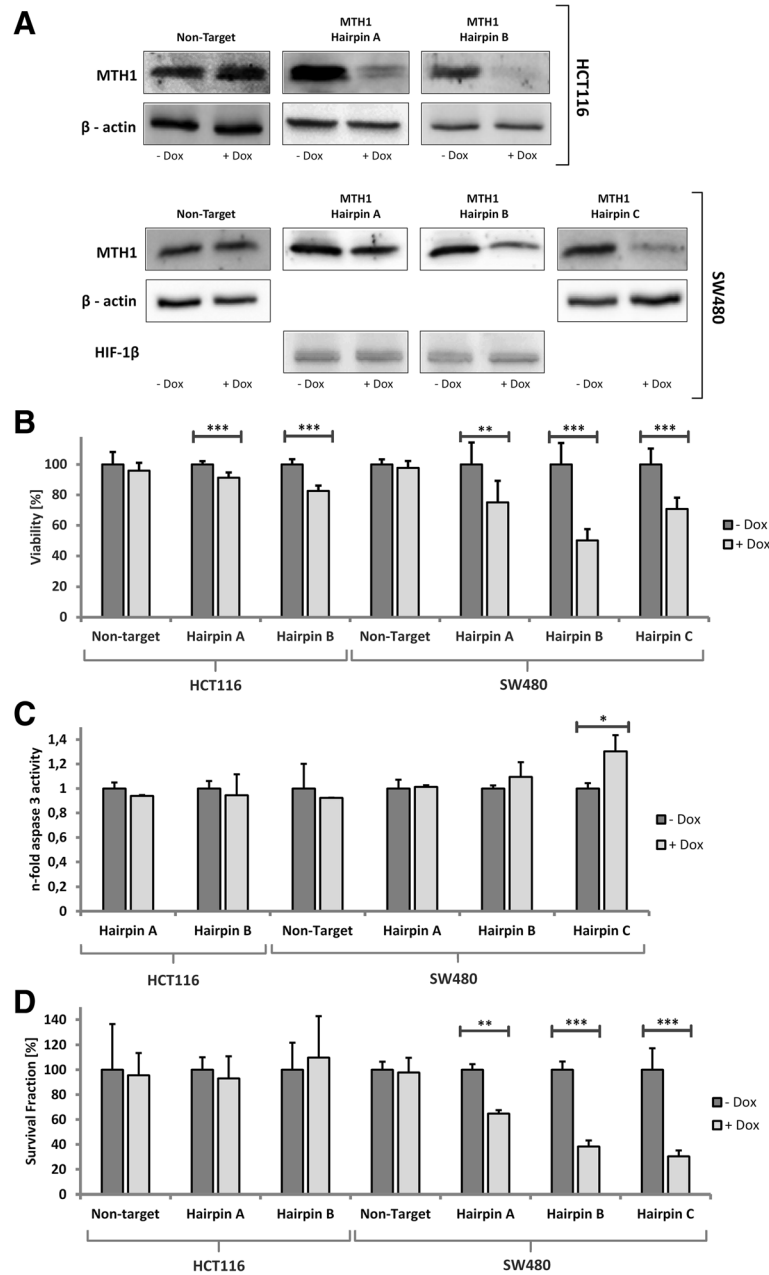 A
Non-Target
MTH1
Hairpin A
MTH1
Hairpin B
MTH1
β - actin
- Dox + Dox - Dox + Dox - Dox + Dox
HCT116
Non-Target
MTH1
Hairpin A
MTH1
Hairpin B
MTH1
Hairpin C
MTH1
β - actin
HIF-1β
- Dox + Dox - Dox + Dox - Dox + Dox - Dox + Dox
SW480
B
*** *** ** *** ***
Viability [%]
100
80
60
40
20
0
- Dox
+ Dox
Non-target Hairpin A Hairpin B Non-Target Hairpin A Hairpin B Hairpin C
HCT116 SW480
C
*
n-fold aspase 3 activity
1,4
1,2
1
0,8
0,6
0,4
0,2
0
- Dox
+ Dox
Hairpin A Hairpin B Non-Target Hairpin A Hairpin B Hairpin C
HCT116 SW480
D
** *** ***
Survival Fraction [%]
140
120
100
80
60
40
20
0
- Dox
+ Dox
Non-target Hairpin A Hairpin B Non-Target Hairpin A Hairpin B Hairpin C
HCT116 SW480